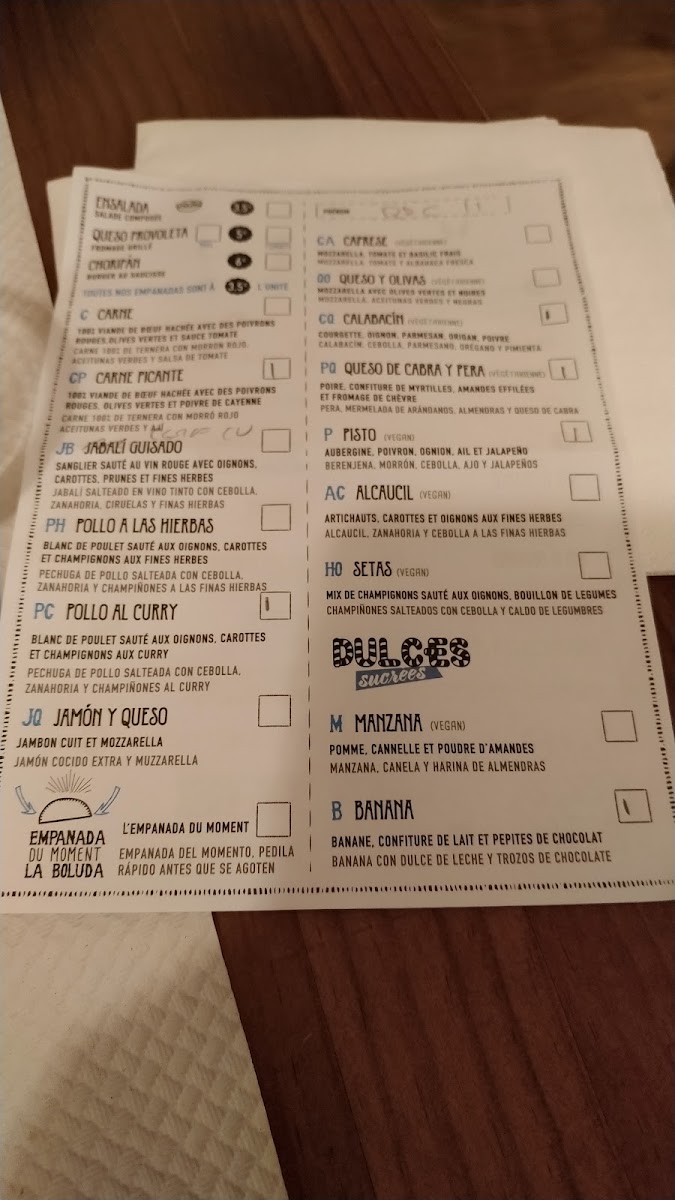 ENSALADA
SALADE COMPOSÉE
3.5
QUESO PROVOLETA
FROMAGE GRILLÉ
CHORIPÁN
BURGER AU SAUCISSE
TOUTES NOS EMPANADAS SONT À 3.5 L'UNITÉ
C CARNE
100% VIANDE DE BŒUF HACHÉE AVEC DES POIVRONS
ROUGES, OLIVES VERTES ET SAUCE TOMATE
CARNE 100% DE TERNERA CON MORRON ROJO,
ACEITUNAS VERDES Y SALSA DE TOMATE
CP CARNE PICANTE
100% VIANDE DE BŒUF HACHÉE AVEC DES POIVRONS
ROUGES, OLIVES VERTES ET POIVRE DE CAYENNE
CARNE 100% DE TERNERA CON MORRÓ ROJO
ACEITUNAS VERDES Y AJI
JB JABALÍ GUISADO
SANGLIER SAUTÉ AU VIN ROUGE AVEC OIGNONS,
CAROTTES, PRUNES ET FINES HERBES
JABALÍ SALTEADO EN VINO TINTO CON CEBOLLA,
ZANAHORIA, CIRUELAS Y FINAS HIERBAS
PH POLLO A LAS HIERBAS
BLANC DE POULET SAUTÉ AUX OIGNONS, CAROTTES
ET CHAMPIGNONS AUX FINES HERBES
PECHUGA DE POLLO SALTEADA CON CEBOLLA,
ZANAHORIA Y CHAMPIÑONES A LAS FINAS HIERBAS
PC POLLO AL CURRY
BLANC DE POULET SAUTÉ AUX OIGNONS, CAROTTES
ET CHAMPIGNONS AUX CURRY
PECHUGA DE POLLO SALTEADA CON CEBOLLA,
ZANAHORIA Y CHAMPIÑONES AL CURRY
JQ JAMÓN Y QUESO
JAMBON CUIT ET MOZZARELLA
JAMÓN COCIDO EXTRA Y MUZZARELLA
EMPANADA
DU MOMENT
LA BOLUDA
L'EMPANADA DU MOMENT
EMPANADA DEL MOMENTO, PEDILA
RÁPIDO ANTES QUE SE AGOTEN
PRENOM
CA CAPRESE (VÉGÉTARIENNE)
MOZZARELLA, TOMATE ET BASILIC FRAIS
MOZZARELLA, TOMATE Y ALBAHACA FRESCA
QO QUESO Y OLIVAS (VÉGÉTARIENNE)
MOZZARELLA AVEC OLIVES VERTES ET NOIRES
MOZZARELLA, ACEITUNAS VERDES Y NEGRAS
CQ CALABACÍN (VÉGÉTARIENNE)
COURGETTE, OIGNON, PARMESAN, ORIGAN, POIVRE
CALABACÍN, CEBOLLA, PARMESANO, ORÉGANO Y PIMIENTA
PQ QUESO DE CABRA Y PERA (VÉGÉTARIENNE)
POIRE, CONFITURE DE MYRTILLES, AMANDES EFFILÉES
ET FROMAGE DE CHÈVRE
PERA, MERMELADA DE ARÁNDANOS, ALMENDRAS Y QUESO DE CABRA
P PISTO (VEGAN)
AUBERGINE, POIVRON, OGNION, AIL ET JALAPEÑO
BERENJENA, MORRÓN, CEBOLLA, AJO Y JALAPEÑOS
AC ALCAUCIL (VEGAN)
ARTICHAUTS, CAROTTES ET OIGNONS AUX FINES HERBES
ALCAUCIL, ZANAHORIA Y CEBOLLA A LAS FINAS HIERBAS
HO SETAS (VEGAN)
MIX DE CHAMPIGNONS SAUTÉ AUX OIGNONS, BOUILLON DE LEGUMES
CHAMPIÑONES SALTEADOS CON CEBOLLA Y CALDO DE LEGUMBRES
DULCES
sucrées
M MANZANA (VEGAN)
POMME, CANNELLE ET POUDRE D'AMANDES
MANZANA, CANELA Y HARINA DE ALMENDRAS
B BANANA
BANANE, CONFITURE DE LAIT ET PEPITES DE CHOCOLAT
BANANA CON DULCE DE LECHE Y TROZOS DE CHOCOLATE